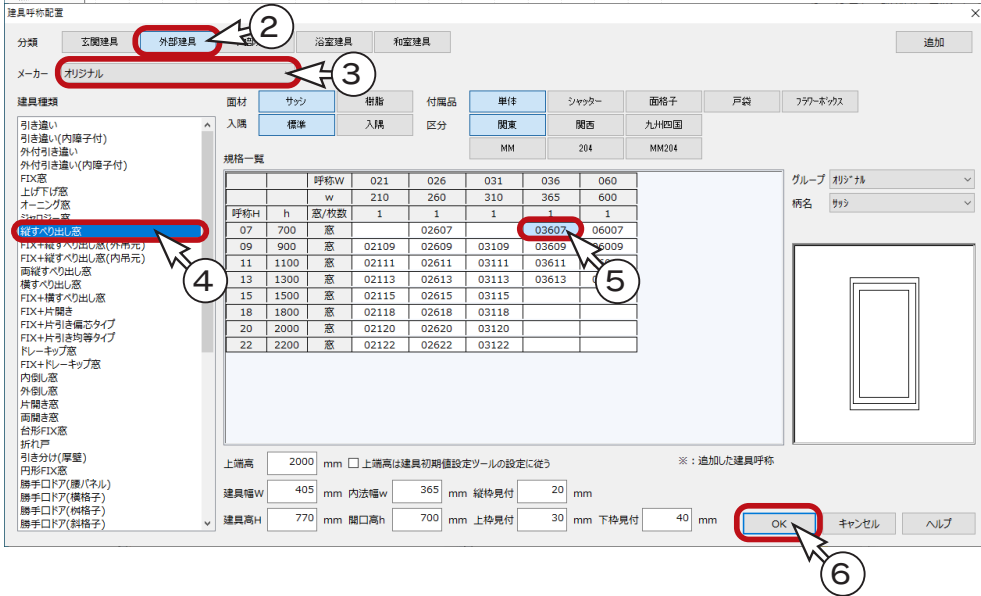 建具呼称配置
分類 玄関建具 外部建具 浴室建具 和室建具 追加
②
メーカー オリジナル
③
建具種類 面材 サッシ 樹脂 付属品 単体 シャッター 面格子 戸袋 フラワーボックス
入隅 標準 入隅 区分 関東 関西 九州四国
MM 204 MM204
引き違い
引き違い(内障子付)
外付引き違い
外付引き違い(内障子付)
FIX窓
上げ下げ窓
オーニング窓
ジャロジー窓
縦すべり出し窓
FIX+縦すべり出し窓(外吊元)
FIX+縦すべり出し窓(内吊元)
両縦すべり出し窓
横すべり出し窓
FIX+横すべり出し窓
FIX+片開き
FIX+片引き偏芯タイプ
FIX+片引き均等タイプ
ドレーキップ窓
FIX+ドレーキップ窓
内倒し窓
外倒し窓
片開き窓
両開き窓
台形FIX窓
折れ戸
引き分け(厚壁)
円形FIX窓
勝手口ドア(腰パネル)
勝手口ドア(横格子)
勝手口ドア(桝格子)
勝手口ドア(斜格子)
④
規格一覧
呼称W 021 026 031 036 060
w 210 260 310 365 600
呼称H h 窓/枚数 1 1 1 1 1
07 700 窓 02607 03607 06007
09 900 窓 02109 02609 03109 03609 06009
11 1100 窓 02111 02611 03111 03611
13 1300 窓 02113 02613 03113 03613
15 1500 窓 02115 02615 03115
18 1800 窓 02118 02618 03118
20 2000 窓 02120 02620 03120
22 2200 窓 02122 02622 03122
⑤
グループ オリジナル
柄名 サッシ
上端高 2000 mm 上端高は建具初期値設定ツールの設定に従う ※：追加した建具呼称
建具幅W 405 mm 内法幅w 365 mm 縦枠見付 20 mm
建具高H 770 mm 開口高h 700 mm 上枠見付 30 mm 下枠見付 40 mm
OK キャンセル ヘルプ
⑥